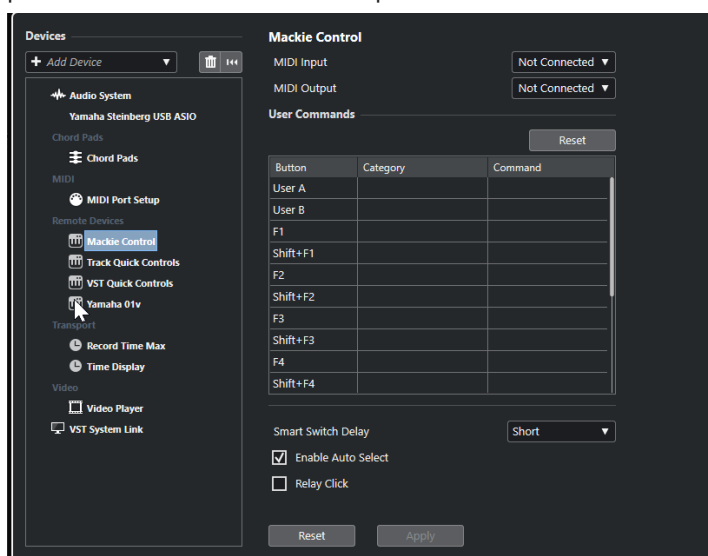 Devices
Add Device
Audio System
Yamaha Steinberg USB ASIO
Chord Pads
Chord Pads
MIDI
MIDI Port Setup
Remote Devices
Mackie Control
Track Quick Controls
VST Quick Controls
Yamaha 01v
Transport
Record Time Max
Time Display
Video
Video Player
VST System Link
Mackie Control
MIDI Input Not Connected
MIDI Output Not Connected
User Commands
Reset
Button Category Command
User A
User B
F1
Shift+F1
F2
Shift+F2
F3
Shift+F3
F4
Shift+F4
Smart Switch Delay Short
Enable Auto Select
Relay Click
Reset Apply